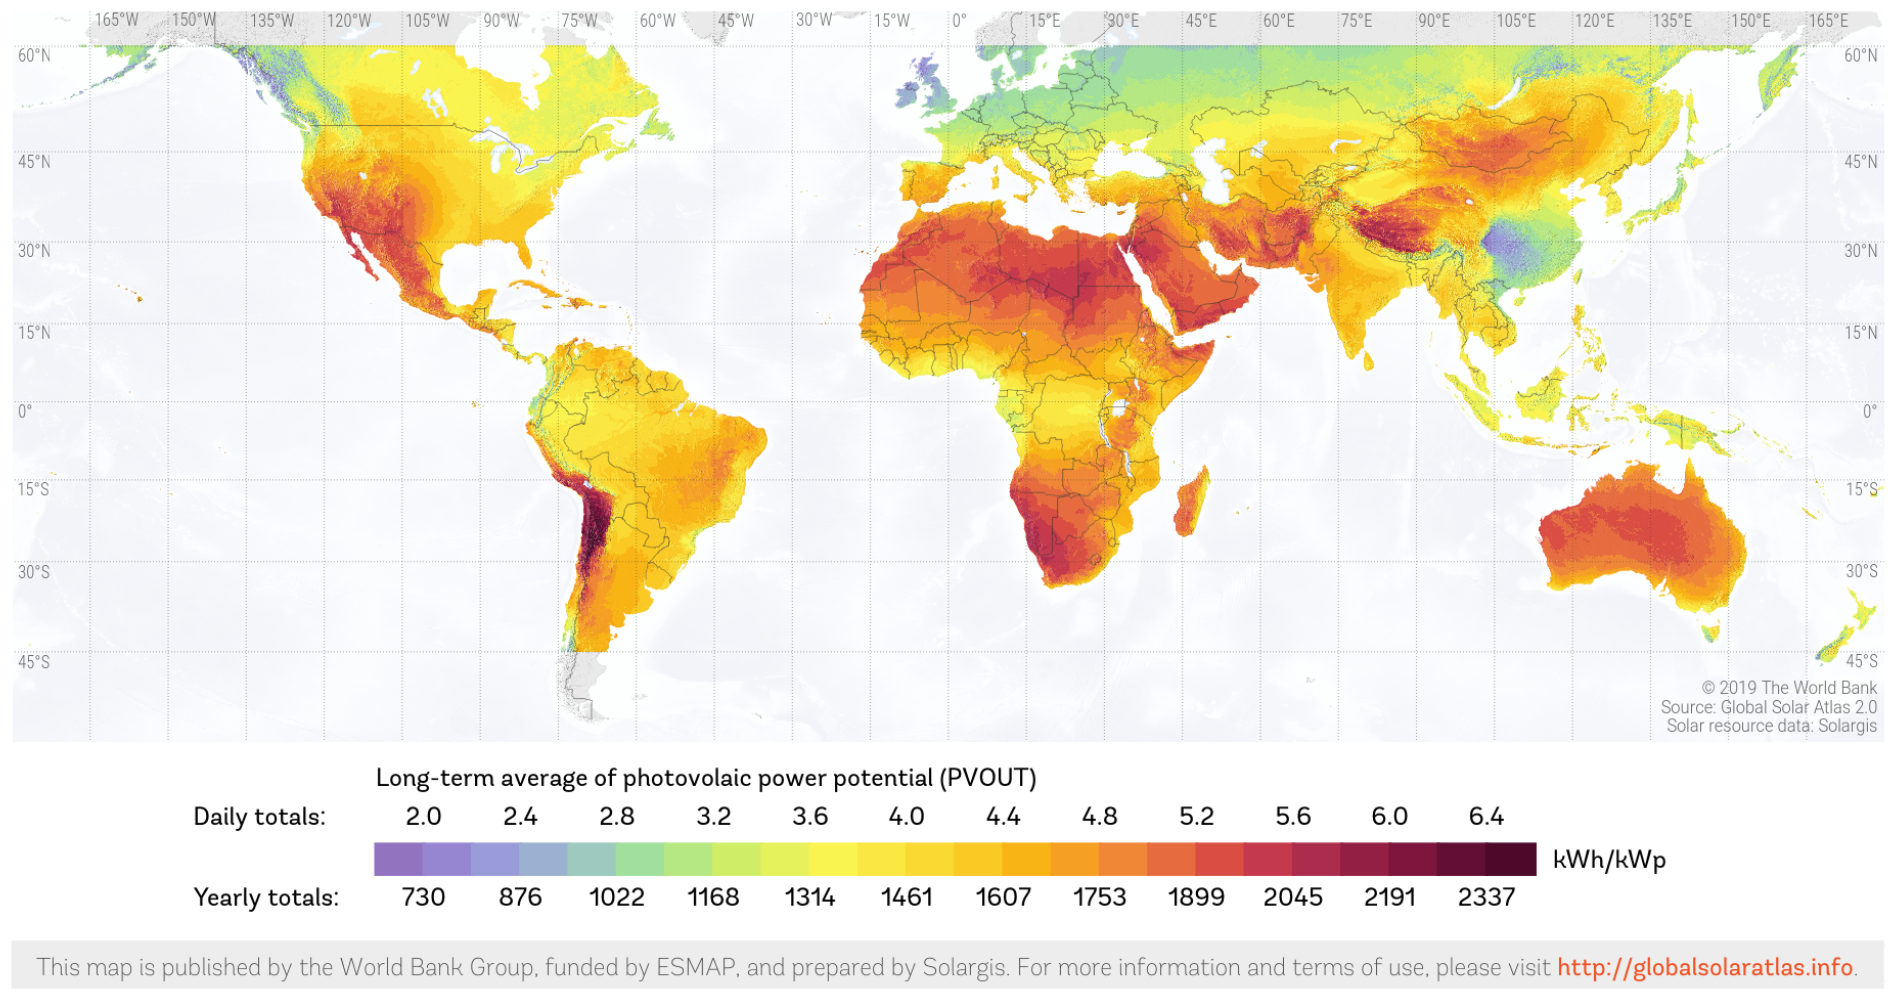 165°W 150°W 135°W 120°W 105°W 90°W 75°W 60°W 45°W 30°W 15°W 0° 15°E 30°E 45°E 60°E 75°E 90°E 105°E 120°E 135°E 150°E 165°E
60°N 60°N
45°N 45°N
30°N 30°N
15°N 15°N
0° 0°
15°S 15°S
30°S 30°S
45°S 45°S
© 2019 The World Bank
Source: Global Solar Atlas 2.0
Solar resource data: Solargis
Long-term average of photovolaic power potential (PVOUT)
Daily totals: 2.0 2.4 2.8 3.2 3.6 4.0 4.4 4.8 5.2 5.6 6.0 6.4
kWh/kWp
Yearly totals: 730 876 1022 1168 1314 1461 1607 1753 1899 2045 2191 2337
This map is published by the World Bank Group, funded by ESMAP, and prepared by Solargis. For more information and terms of use, please visit http://globalsolaratlas.info.